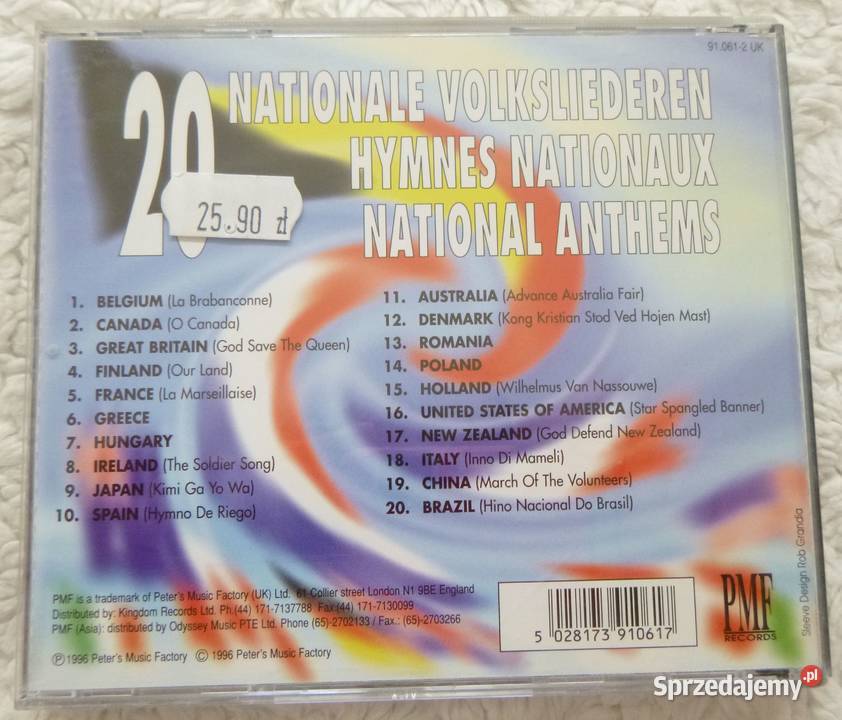 91.061-2 UK
20 NATIONALE VOLKSLIEDEREN
HYMNES NATIONAUX
NATIONAL ANTHEMS
25.90 zł
1. BELGIUM (La Brabanconne)
2. CANADA (O Canada)
3. GREAT BRITAIN (God Save The Queen)
4. FINLAND (Our Land)
5. FRANCE (La Marseillaise)
6. GREECE
7. HUNGARY
8. IRELAND (The Soldier Song)
9. JAPAN (Kimi Ga Yo Wa)
10. SPAIN (Hymno De Riego)
11. AUSTRALIA (Advance Australia Fair)
12. DENMARK (Kong Kristian Stod Ved Hojen Mast)
13. ROMANIA
14. POLAND
15. HOLLAND (Wilhelmus Van Nassouwe)
16. UNITED STATES OF AMERICA (Star Spangled Banner)
17. NEW ZEALAND (God Defend New Zealand)
18. ITALY (Inno Di Mameli)
19. CHINA (March Of The Volunteers)
20. BRAZIL (Hino Nacional Do Brasil)
PMF is a trademark of Peter's Music Factory (UK) Ltd. 61 Collier street London N1 9BE England
Distributed by: Kingdom Records Ltd. Ph.(44) 171-7137788 Fax (44) 171-7130099
PMF (Asia): distributed by Odyssey Music PTE Ltd. Phone (65)-2702133 / Fax.: (65)-2703266
Ⓟ 1996 Peter's Music Factory © 1996 Peter's Music Factory
5 028173 910617
PMF
RECORDS
Sleeve Design Rob Grandia
Sprzedajemy.pl